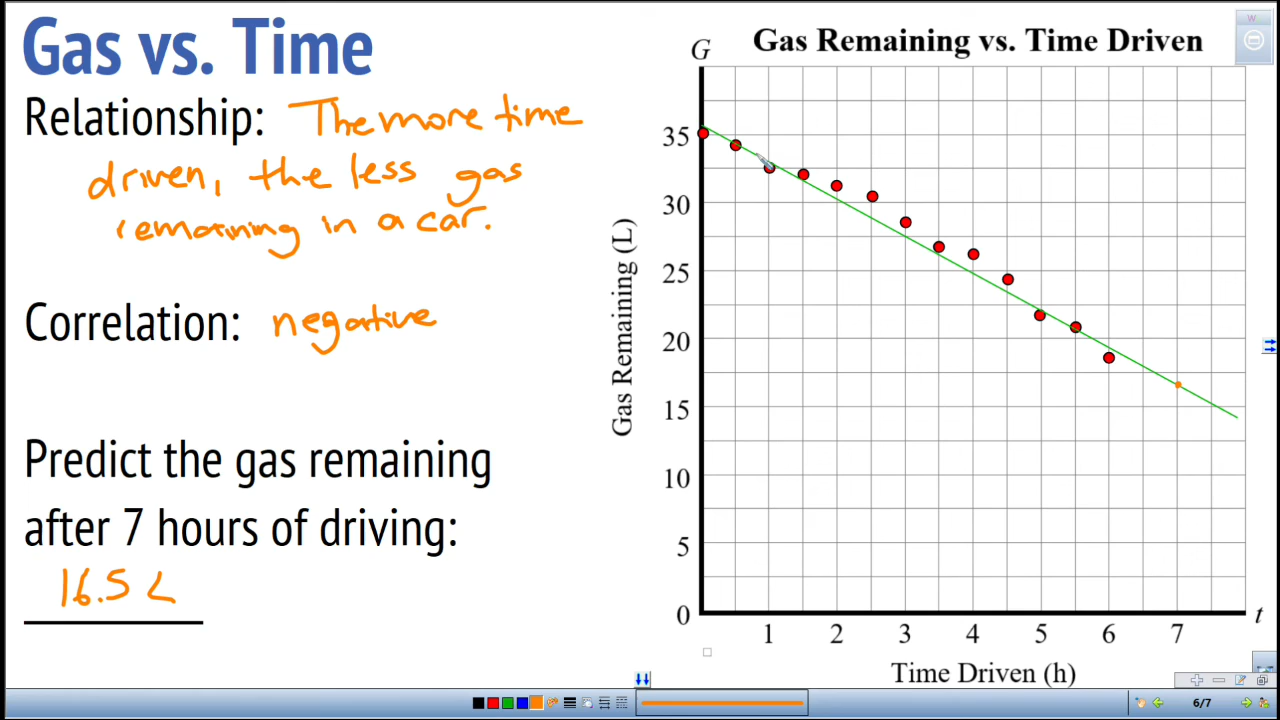 Gas vs. Time
Relationship: The more time
driven, the less gas
remaining in a car.
Correlation: negative
Predict the gas remaining
after 7 hours of driving:
16.5 L
Gas Remaining vs. Time Driven
G
35
30
25
20
15
10
5
0
Gas Remaining (L)
1 2 3 4 5 6 7
t
Time Driven (h)
W
6/7